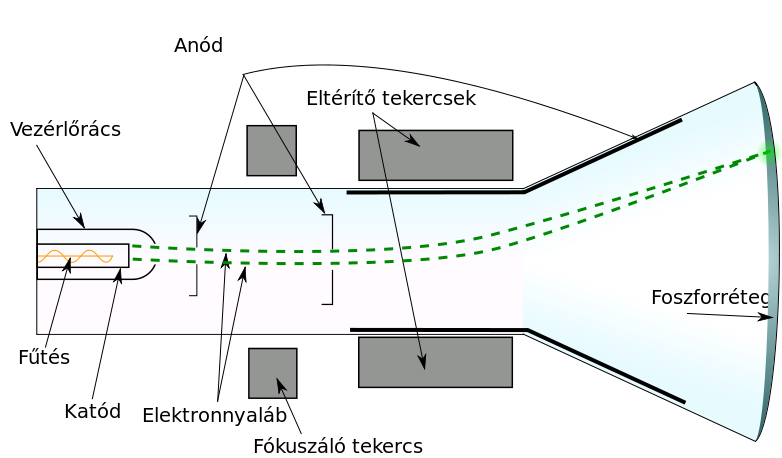 Anód
Eltérítő tekercsek
Vezérlőrács
Foszforréteg
Fűtés
Katód
Elektronnyaláb
Fókuszáló tekercs